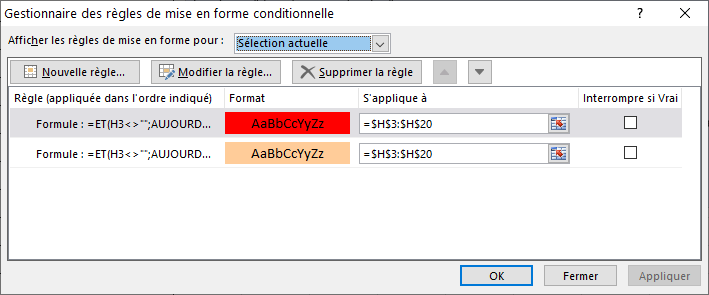 Gestionnaire des règles de mise en forme conditionnelle
Afficher les règles de mise en forme pour : Sélection actuelle
Nouvelle règle... Modifier la règle... Supprimer la règle
Règle (appliquée dans l'ordre indiqué) Format S'applique à Interrompre si Vrai
Formule : =ET(H3<>"";AUJOURD... AaBbCcYyZz =$H$3:$H$20
Formule : =ET(H3<>"";AUJOURD... AaBbCcYyZz =$H$3:$H$20
OK Fermer Appliquer